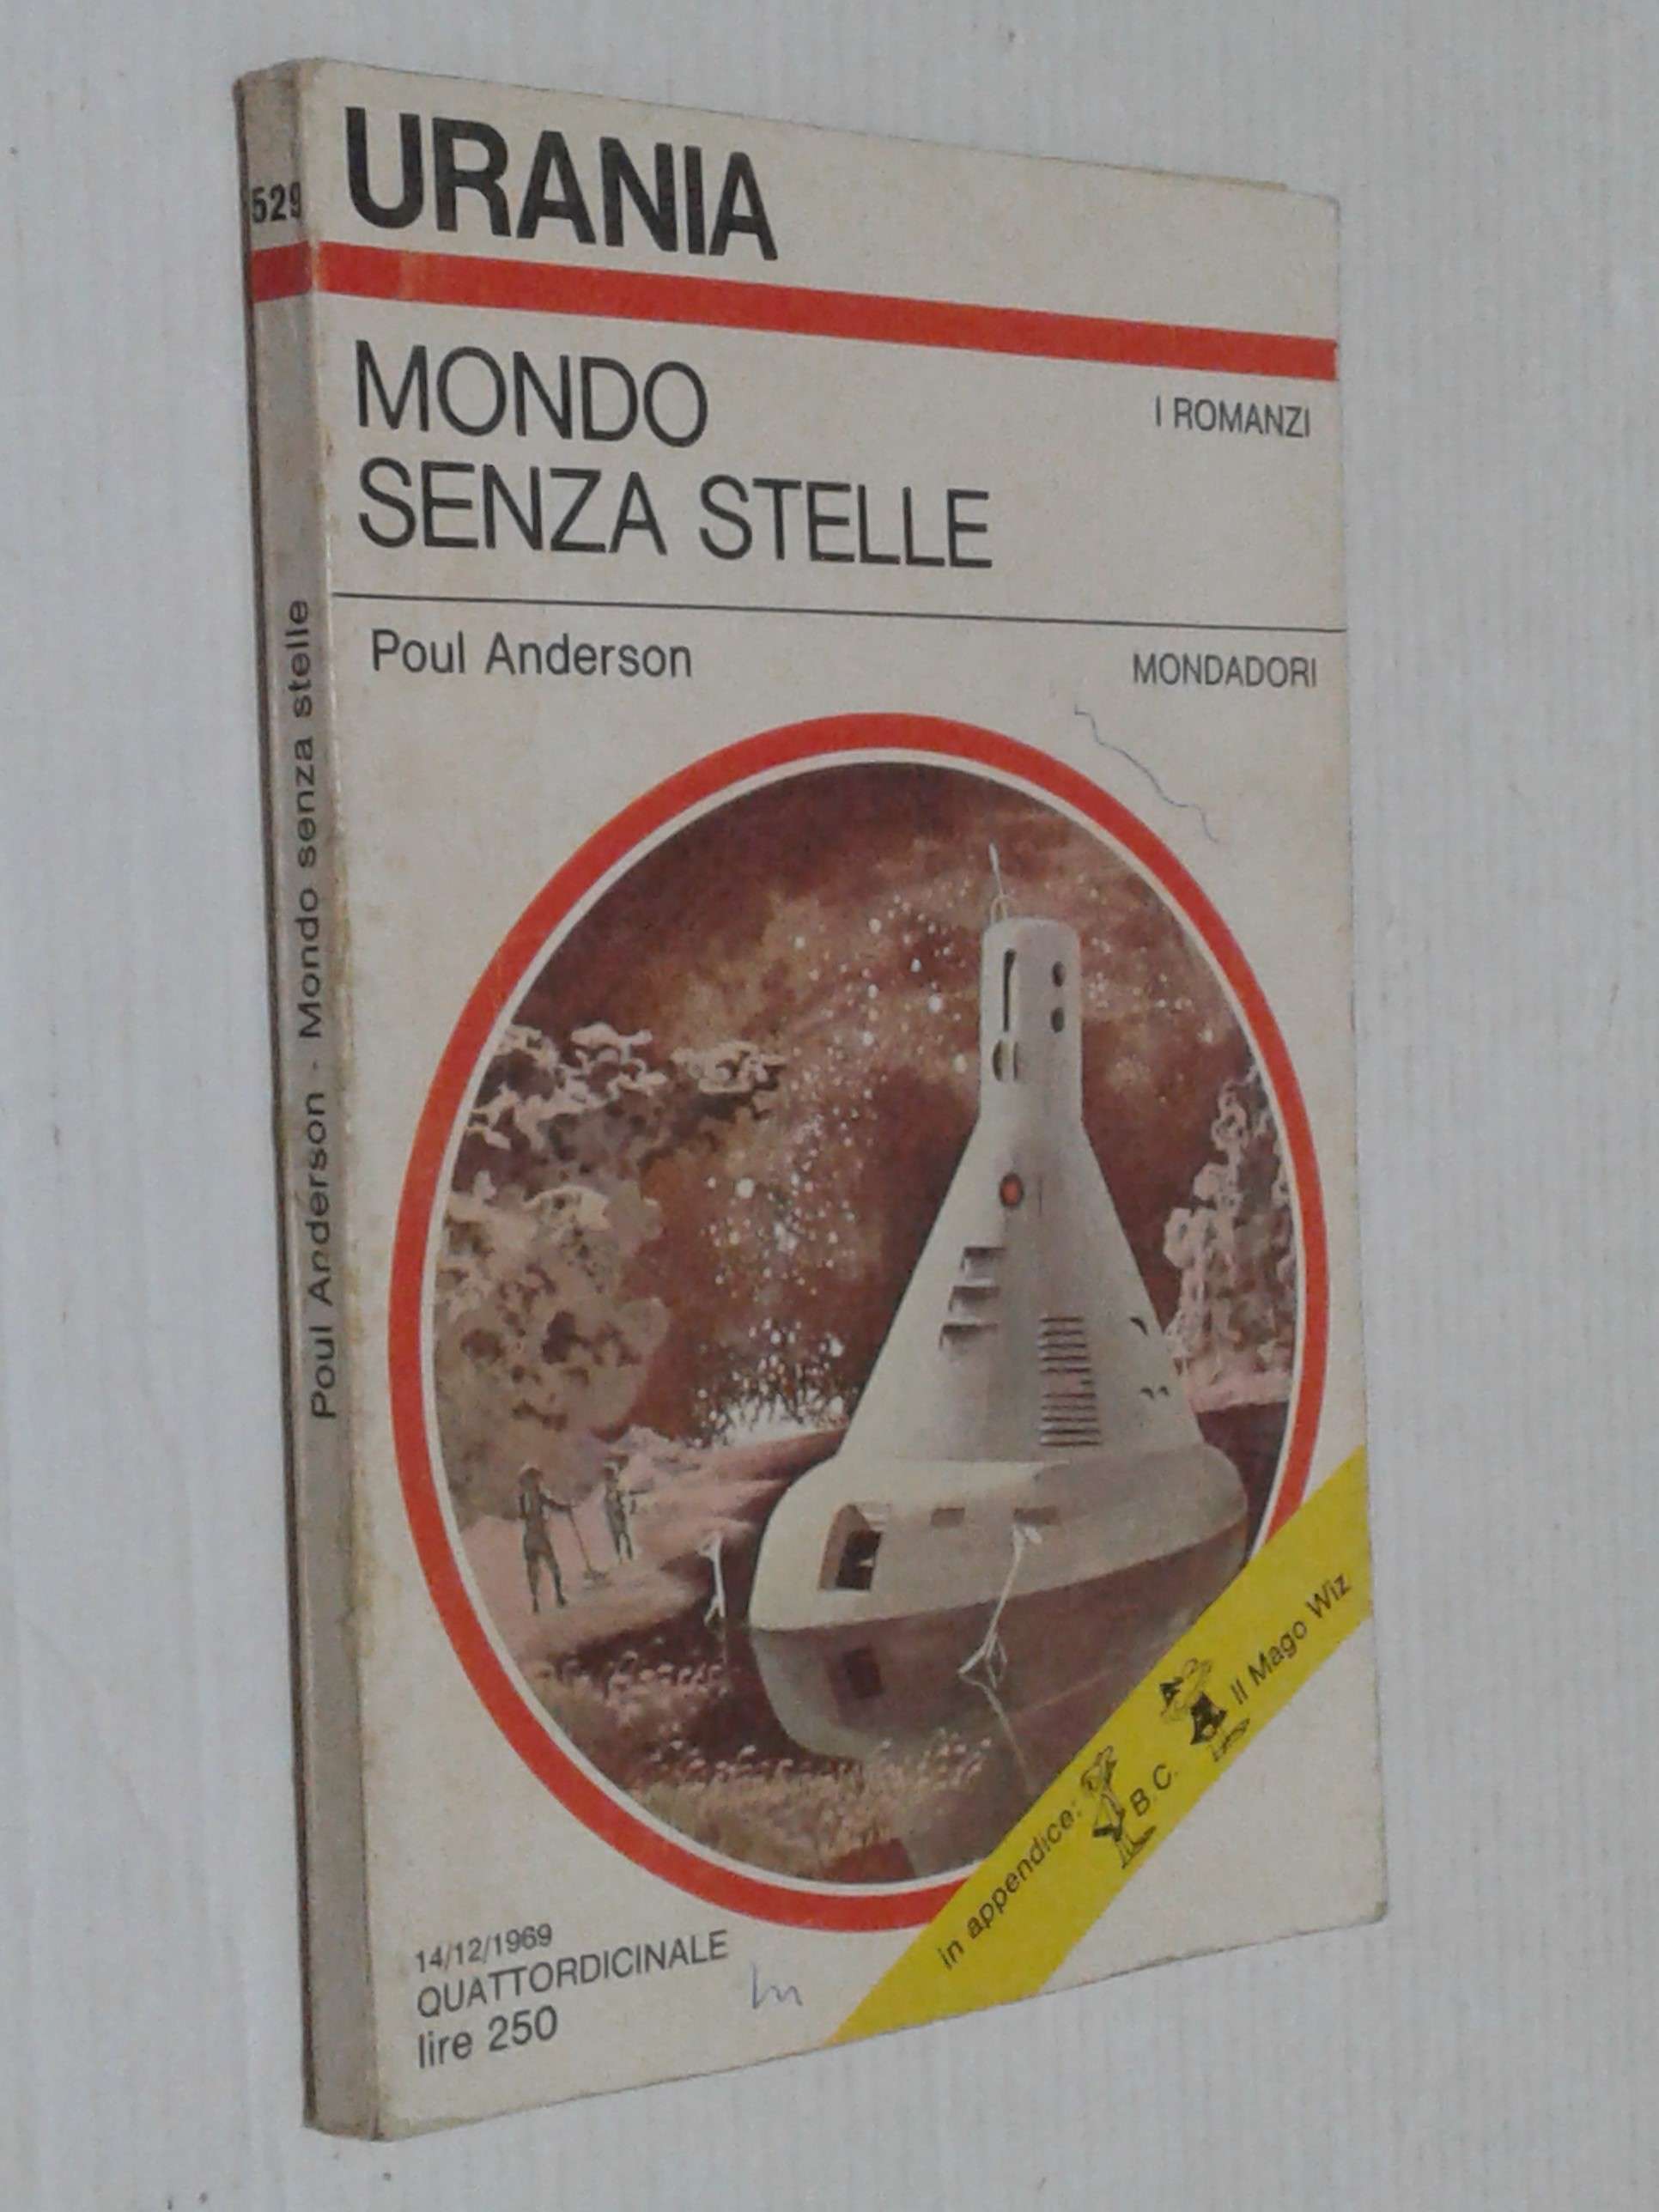 529
URANIA
MONDO
SENZA STELLE
I ROMANZI
Poul Anderson
MONDADORI
Poul Anderson - Mondo senza stelle
in appendice: B.C. Il Mago Wiz
14/12/1969
QUATTORDICINALE
lire 250